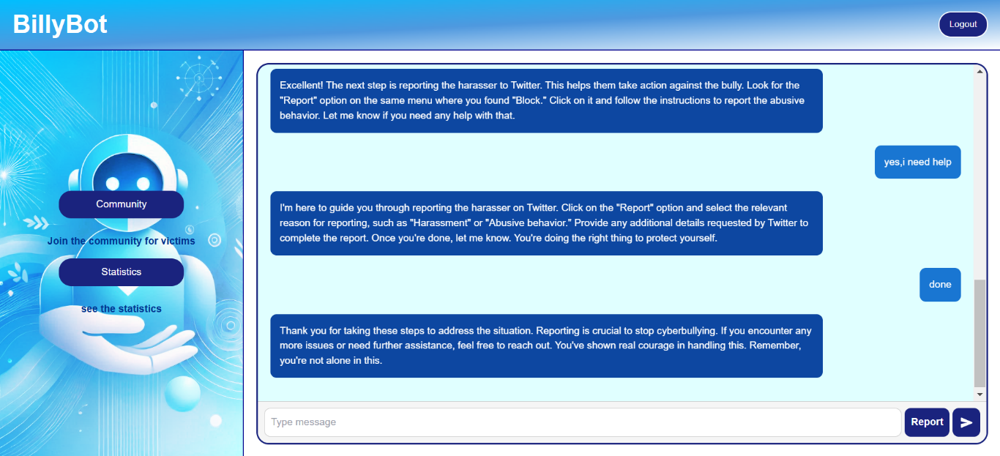 BillyBot
Logout
Community
Join the community for victims
Statistics
see the statistics
Excellent! The next step is reporting the harasser to Twitter. This helps them take action against the bully. Look for the
"Report" option on the same menu where you found "Block." Click on it and follow the instructions to report the abusive
behavior. Let me know if you need any help with that.
yes,i need help
I'm here to guide you through reporting the harasser on Twitter. Click on the "Report" option and select the relevant
reason for reporting, such as "Harassment" or "Abusive behavior." Provide any additional details requested by Twitter to
complete the report. Once you're done, let me know. You're doing the right thing to protect yourself.
done
Thank you for taking these steps to address the situation. Reporting is crucial to stop cyberbullying. If you encounter any
more issues or need further assistance, feel free to reach out. You've shown real courage in handling this. Remember,
you're not alone in this.
Type message
Report